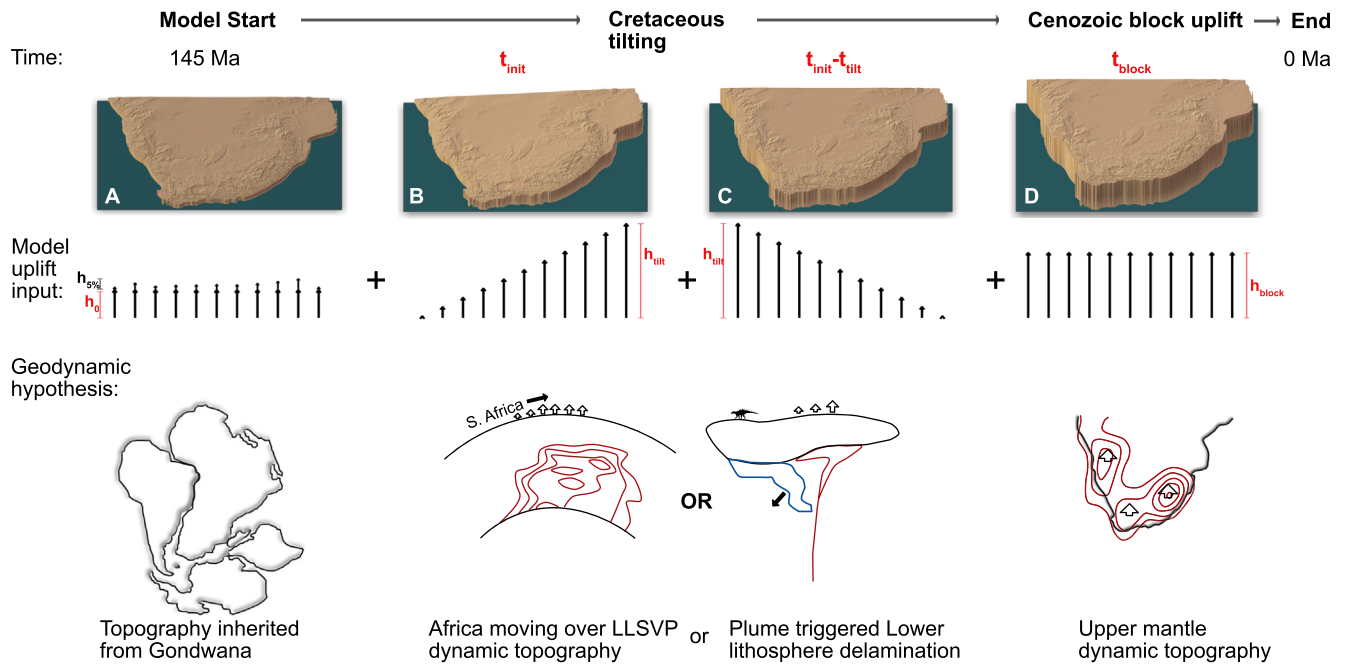 Model Start
Cretaceous
tilting
Cenozoic block uplift
End
Time:
145 Ma
t_init
t_init-t_tilt
t_block
0 Ma
A
B
C
D
Model
uplift
input:
h_5%
h_0
+
h_tilt
+
h_tilt
+
h_block
Geodynamic
hypothesis:
S. Africa
OR
Topography inherited
from Gondwana
Africa moving over LLSVP
dynamic topography
or
Plume triggered Lower
lithosphere delamination
Upper mantle
dynamic topography